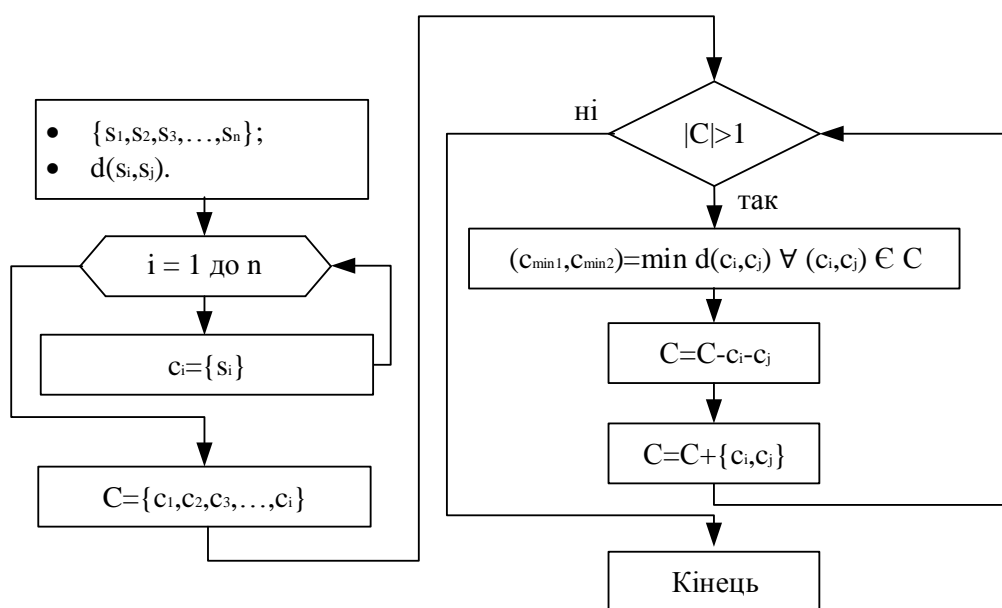 • {s₁,s₂,s₃,…,sₙ};
• d(sᵢ,sⱼ).
i = 1 до n
cᵢ={sᵢ}
C={c₁,c₂,c₃,…,cᵢ}
|C|>1
ні
так
(cₘᵢₙ₁,cₘᵢₙ₂)=min d(cᵢ,cⱼ) ∀ (cᵢ,cⱼ) Є C
C=C-cᵢ-cⱼ
C=C+{cᵢ,cⱼ}
Кінець